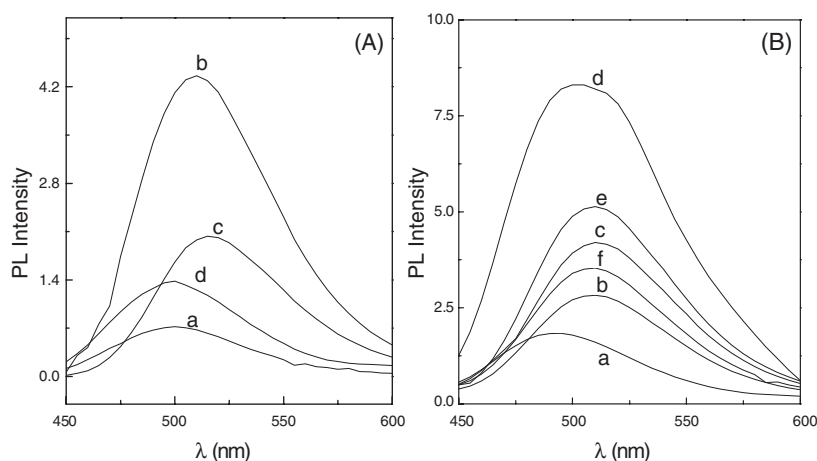 (A)
b
c
d
a
4.2
2.8
1.4
0.0
PL Intensity
450
500
550
600
λ (nm)
(B)
d
e
c
f
b
a
10.0
7.5
5.0
2.5
0.0
PL Intensity
450
500
550
600
λ (nm)